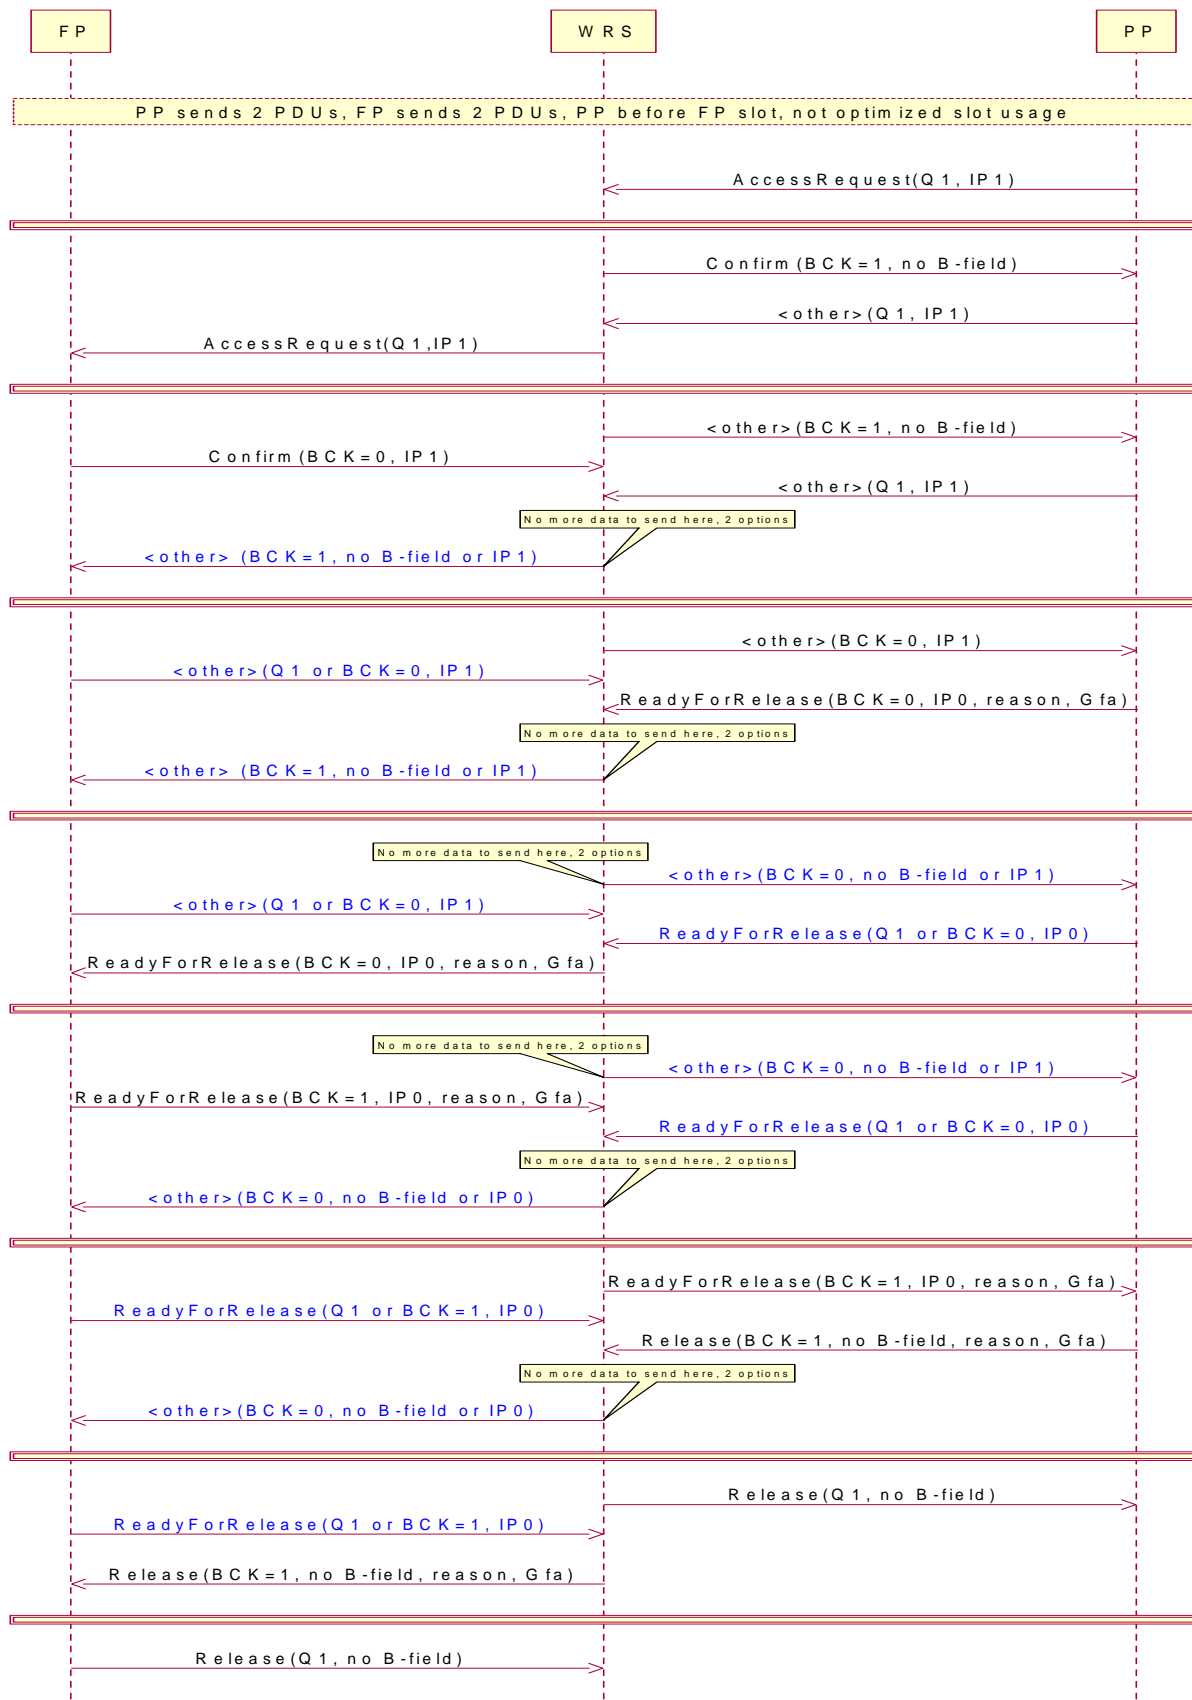 FP
WRS
PP
PP sends 2 PDUs, FP sends 2 PDUs, PP before FP slot, not optimized slot usage
AccessRequest(Q1, IP1)
Confirm(BCK=1, no B-field)
<other>(Q1, IP1)
AccessRequest(Q1,IP1)
<other>(BCK=1, no B-field)
Confirm(BCK=0, IP1)
<other>(Q1, IP1)
No more data to send here, 2 options
<other> (BCK=1, no B-field or IP1)
<other>(BCK=0, IP1)
<other>(Q1 or BCK=0, IP1)
ReadyForRelease(BCK=0, IP0, reason, Gfa)
No more data to send here, 2 options
<other> (BCK=1, no B-field or IP1)
No more data to send here, 2 options
<other>(BCK=0, no B-field or IP1)
<other>(Q1 or BCK=0, IP1)
ReadyForRelease(Q1 or BCK=0, IP0)
ReadyForRelease(BCK=0, IP0, reason, Gfa)
No more data to send here, 2 options
<other>(BCK=0, no B-field or IP1)
ReadyForRelease(BCK=1, IP0, reason, Gfa)
ReadyForRelease(Q1 or BCK=0, IP0)
No more data to send here, 2 options
<other>(BCK=0, no B-field or IP0)
ReadyForRelease(BCK=1, IP0, reason, Gfa)
ReadyForRelease(Q1 or BCK=1, IP0)
Release(BCK=1, no B-field, reason, Gfa)
No more data to send here, 2 options
<other>(BCK=0, no B-field or IP0)
Release(Q1, no B-field)
ReadyForRelease(Q1 or BCK=1, IP0)
Release(BCK=1, no B-field, reason, Gfa)
Release(Q1, no B-field)